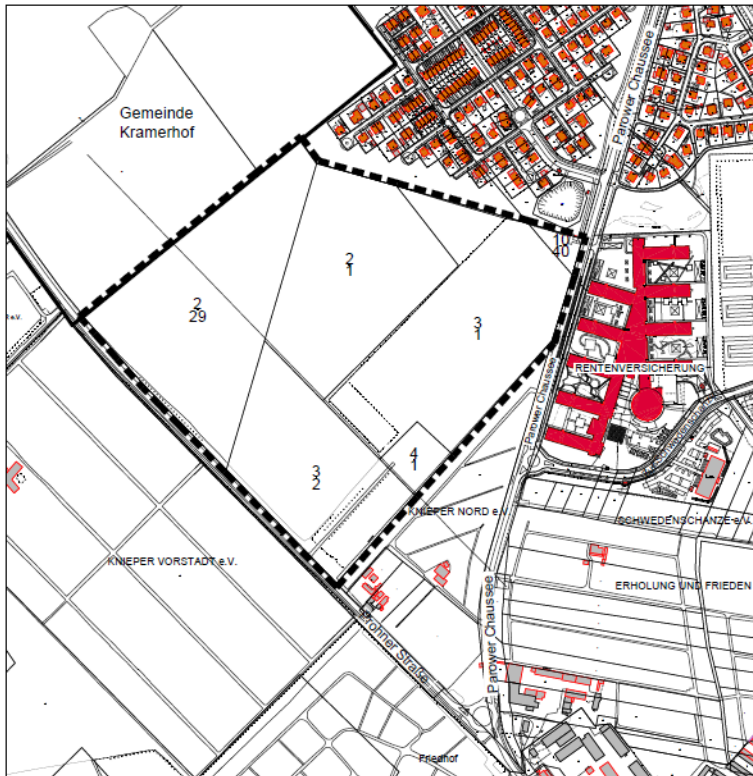 Gemeinde
Kramerhof
Parower Chaussee
10
40
2
1
2
29
3
1
RENTENVERSICHERUNG
Parower Chaussee
4
1
3
2
KNIEPER NORD e.V.
SCHWEDENSCHANZE e.V.
KNIEPER VORSTADT e.V.
ERHOLUNG UND FRIEDEN
Parower Chaussee
Prohner Straße
Friedhof